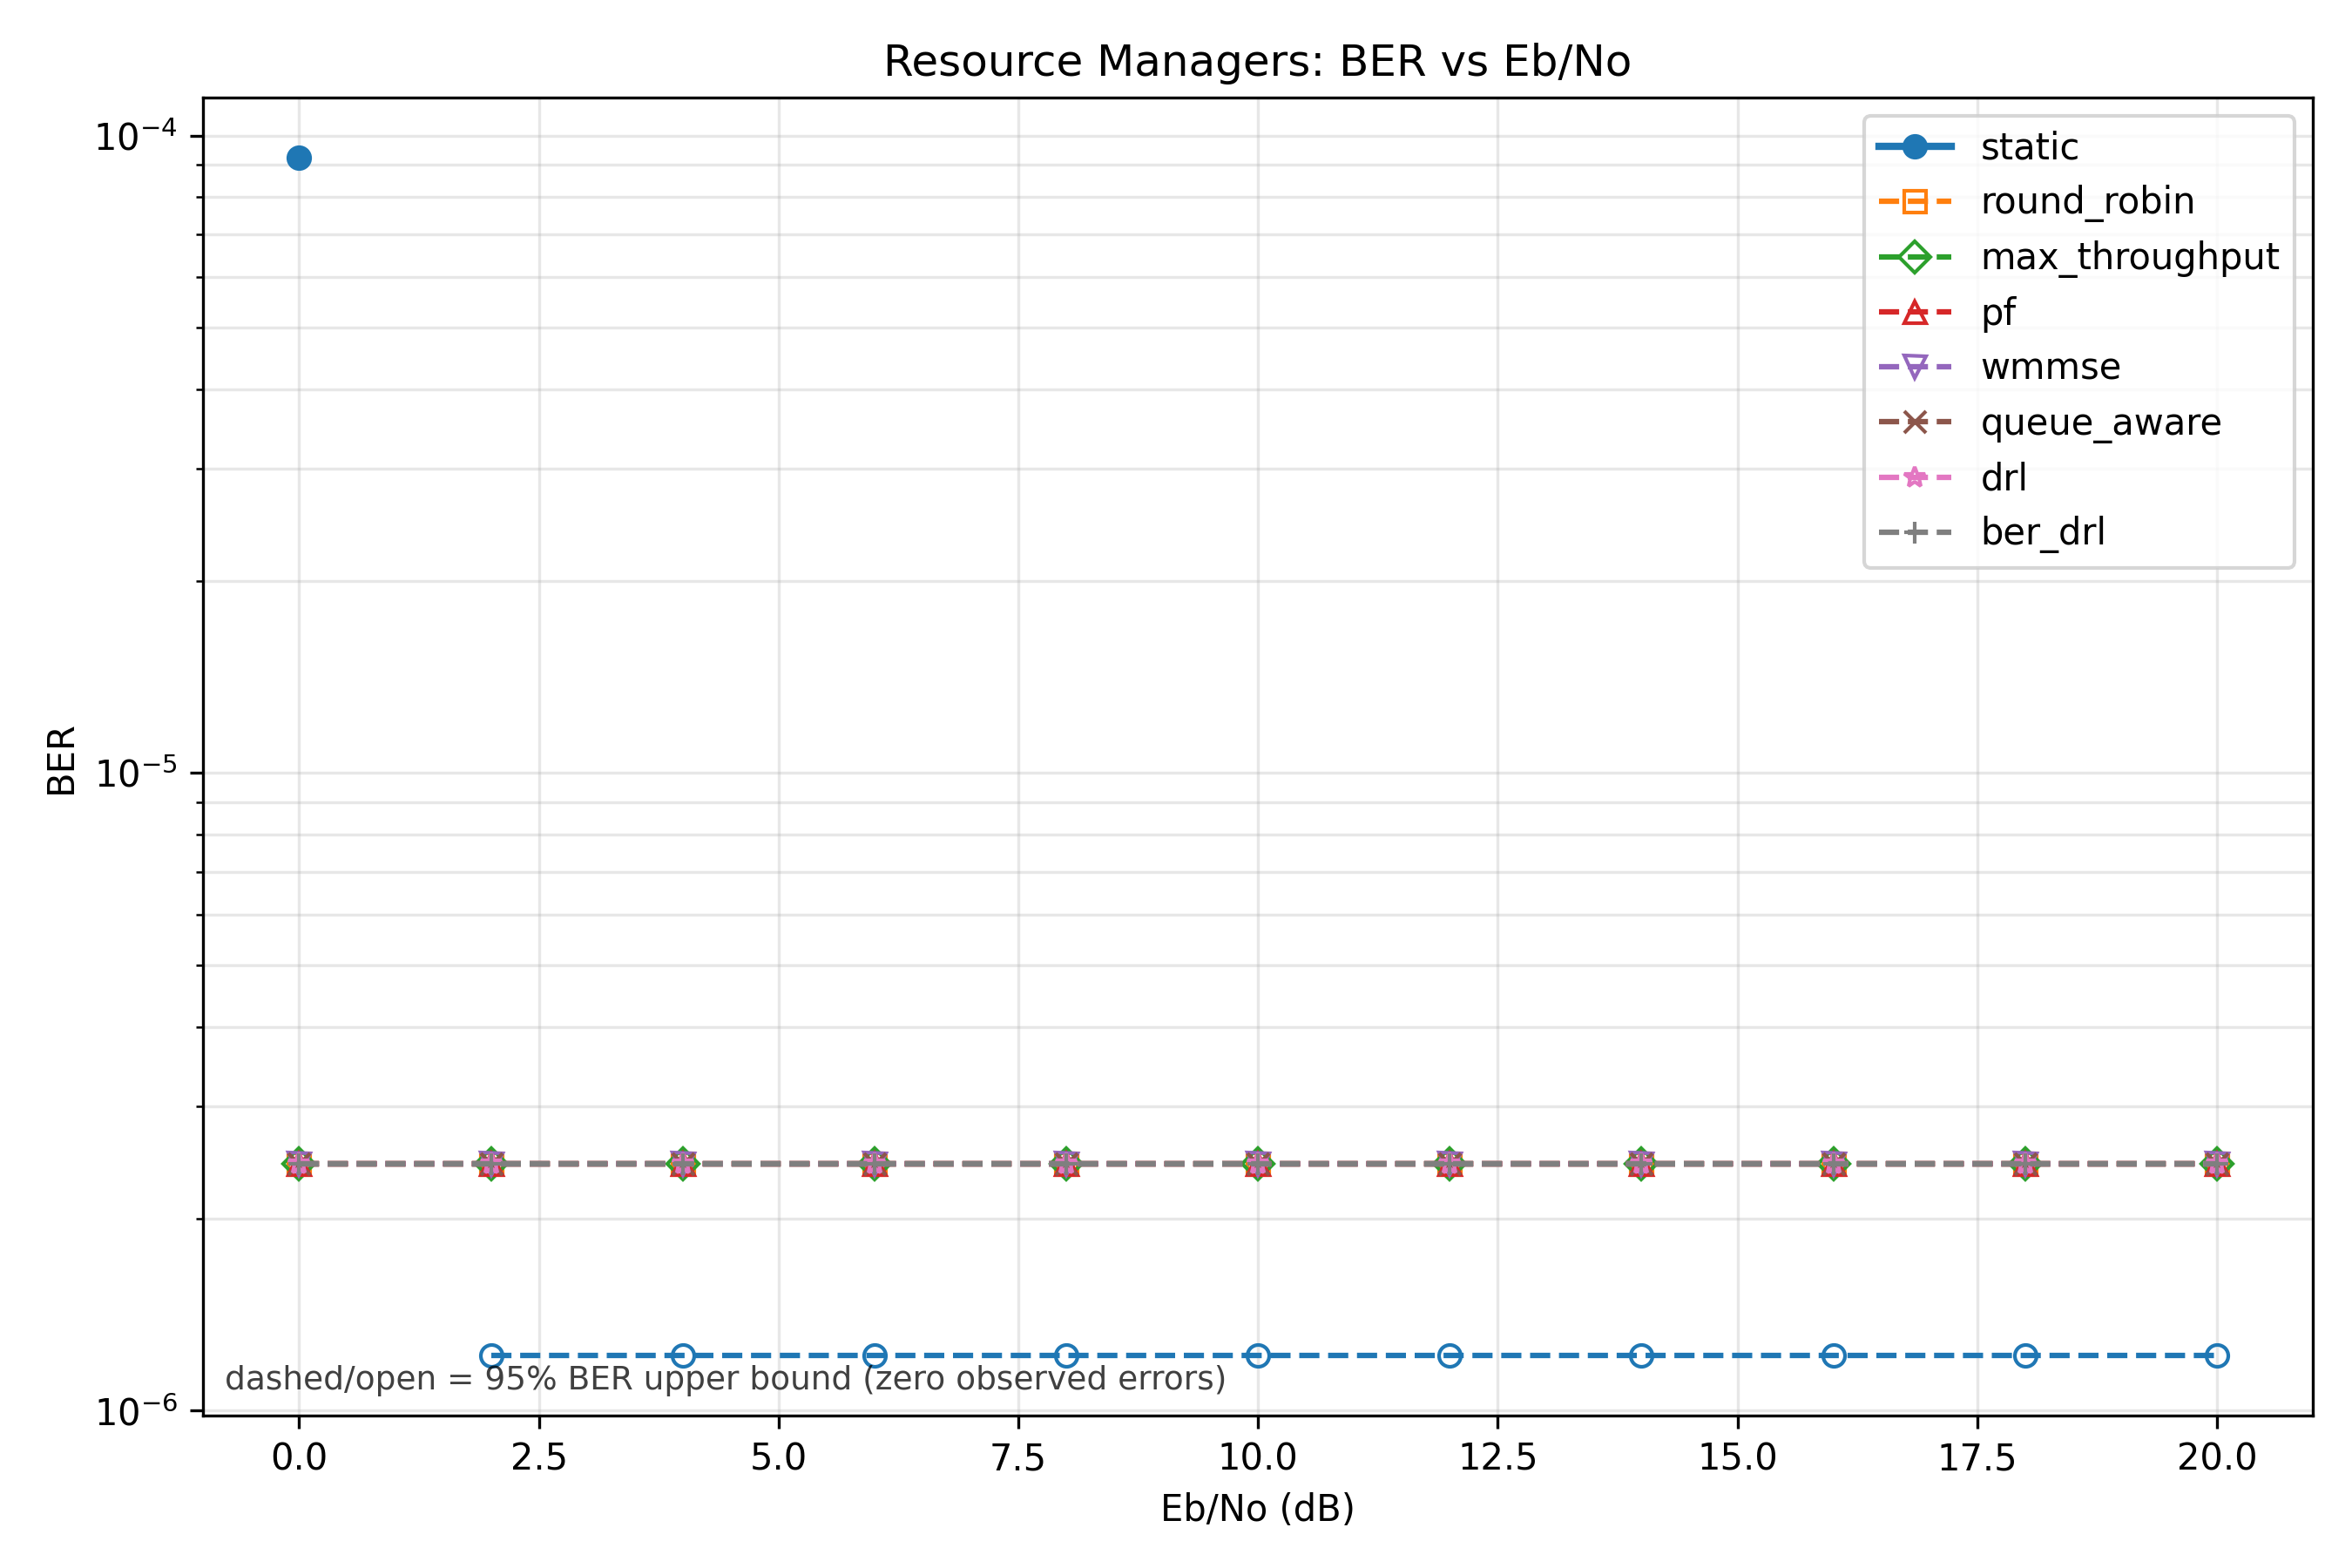 Resource Managers: BER vs Eb/No
10⁻⁴
10⁻⁵
10⁻⁶
BER
static
round_robin
max_throughput
pf
wmmse
queue_aware
drl
ber_drl
dashed/open = 95% BER upper bound (zero observed errors)
0.0 2.5 5.0 7.5 10.0 12.5 15.0 17.5 20.0
Eb/No (dB)